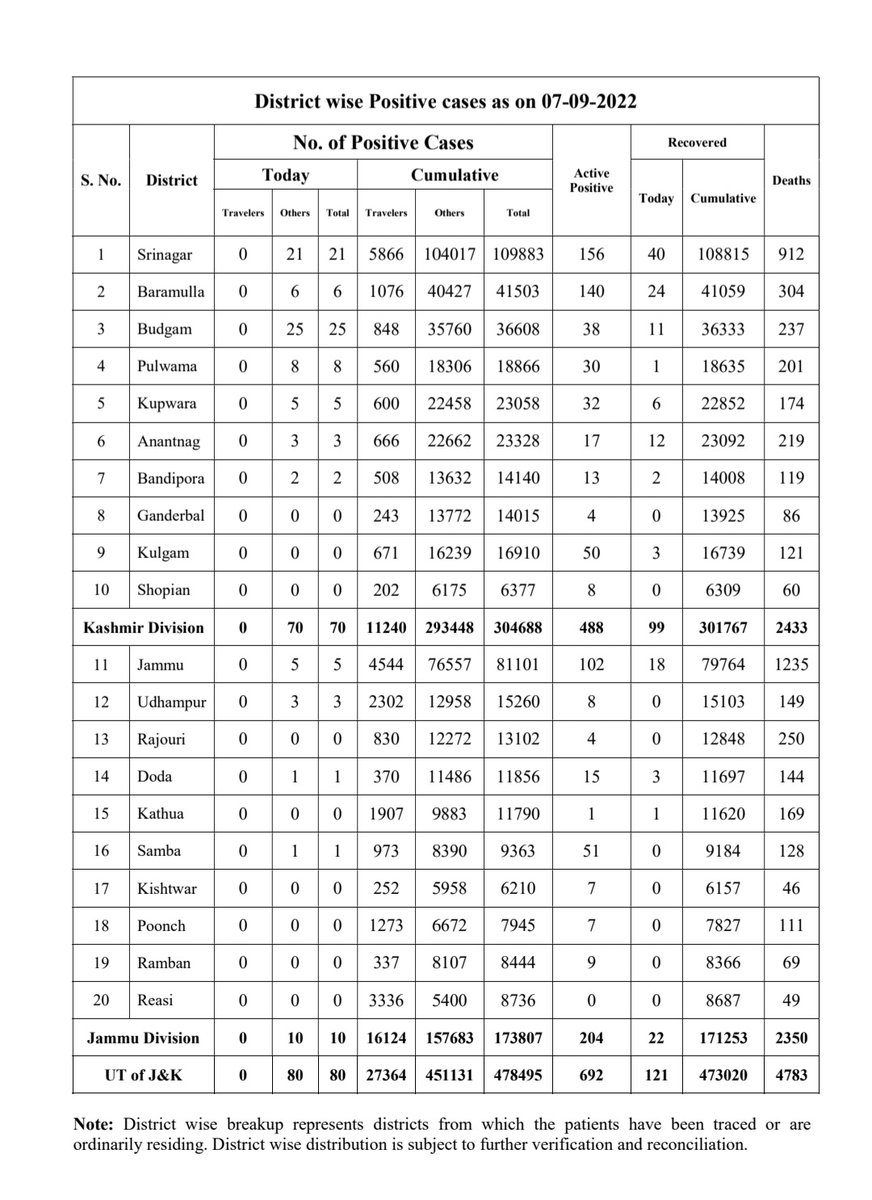 District wise Positive cases as on 07-09-2022
No. of Positive Cases
Recovered
S. No. District Today Cumulative Active Positive Today Cumulative Deaths
Travelers Others Total Travelers Others Total
1 Srinagar 0 21 21 5866 104017 109883 156 40 108815 912
2 Baramulla 0 6 6 1076 40427 41503 140 24 41059 304
3 Budgam 0 25 25 848 35760 36608 38 11 36333 237
4 Pulwama 0 8 8 560 18306 18866 30 1 18635 201
5 Kupwara 0 5 5 600 22458 23058 32 6 22852 174
6 Anantnag 0 3 3 666 22662 23328 17 12 23092 219
7 Bandipora 0 2 2 508 13632 14140 13 2 14008 119
8 Ganderbal 0 0 0 243 13772 14015 4 0 13925 86
9 Kulgam 0 0 0 671 16239 16910 50 3 16739 121
10 Shopian 0 0 0 202 6175 6377 8 0 6309 60
Kashmir Division 0 70 70 11240 293448 304688 488 99 301767 2433
11 Jammu 0 5 5 4544 76557 81101 102 18 79764 1235
12 Udhampur 0 3 3 2302 12958 15260 8 0 15103 149
13 Rajouri 0 0 0 830 12272 13102 4 0 12848 250
14 Doda 0 1 1 370 11486 11856 15 3 11697 144
15 Kathua 0 0 0 1907 9883 11790 1 1 11620 169
16 Samba 0 1 1 973 8390 9363 51 0 9184 128
17 Kishtwar 0 0 0 252 5958 6210 7 0 6157 46
18 Poonch 0 0 0 1273 6672 7945 7 0 7827 111
19 Ramban 0 0 0 337 8107 8444 9 0 8366 69
20 Reasi 0 0 0 3336 5400 8736 0 0 8687 49
Jammu Division 0 10 10 16124 157683 173807 204 22 171253 2350
UT of J&K 0 80 80 27364 451131 478495 692 121 473020 4783
Note: District wise breakup represents districts from which the patients have been traced or are
ordinarily residing. District wise distribution is subject to further verification and reconciliation.